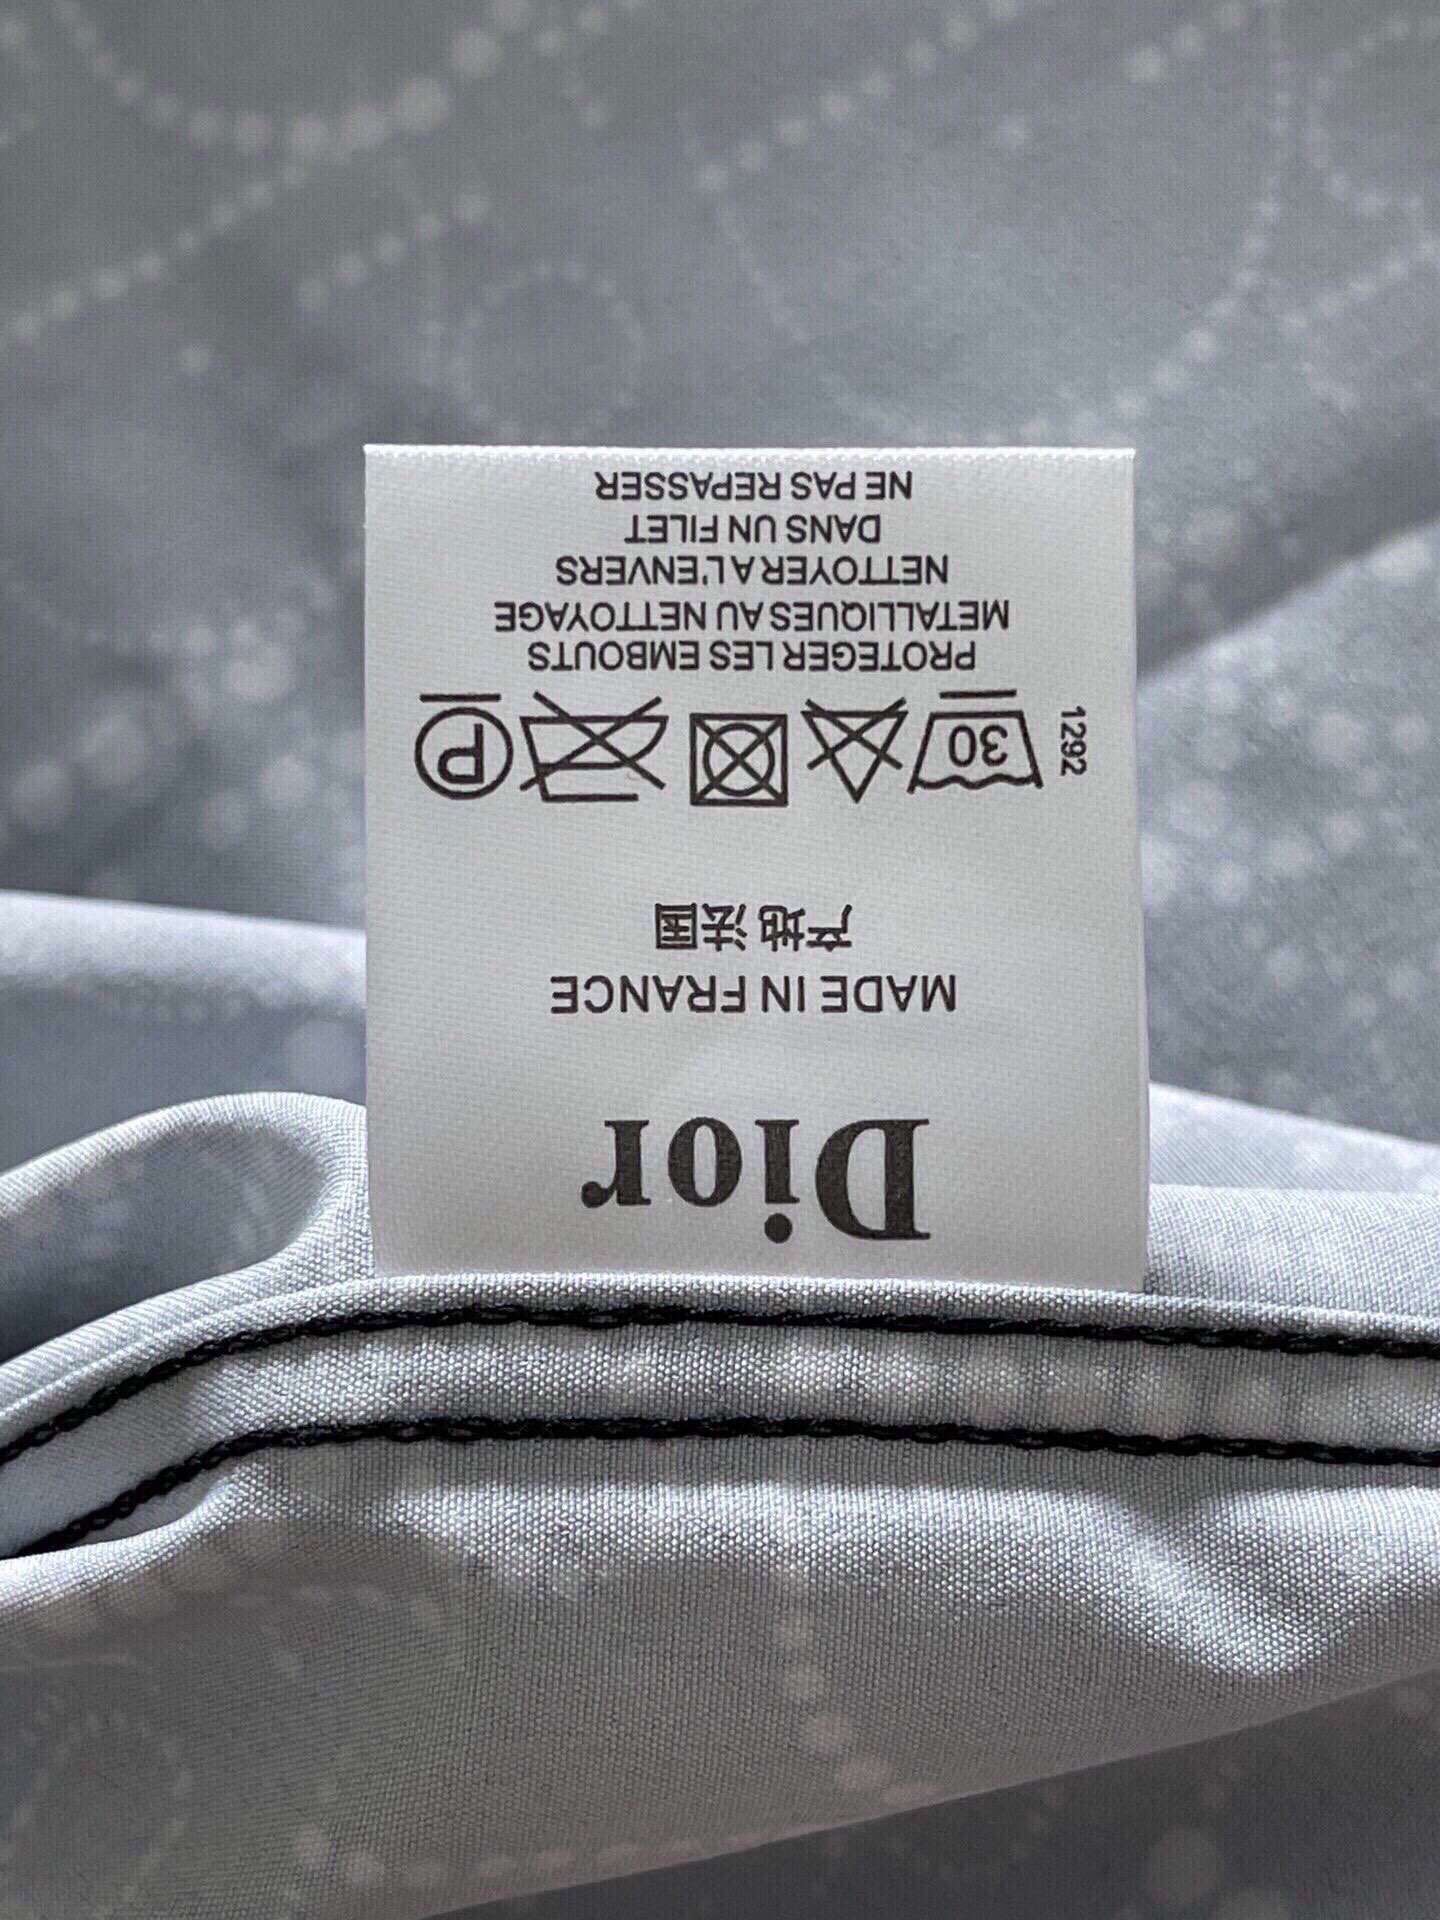 Dior
MADE IN FRANCE
产地 法国
1292
30
P
PROTEGER LES EMBOUTS
METALLIQUES AU NETTOYAGE
NETTOYER A L'ENVERS
DANS UN FILET
NE PAS REPASSER